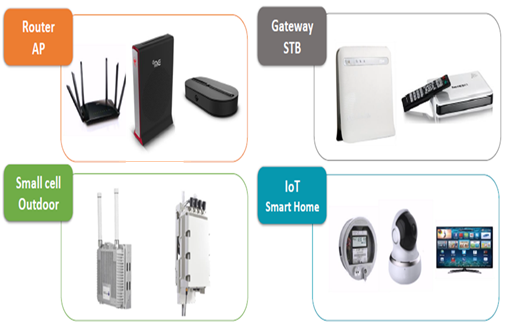 Router
AP
Gateway
STB
Small cell
Outdoor
IoT
Smart Home